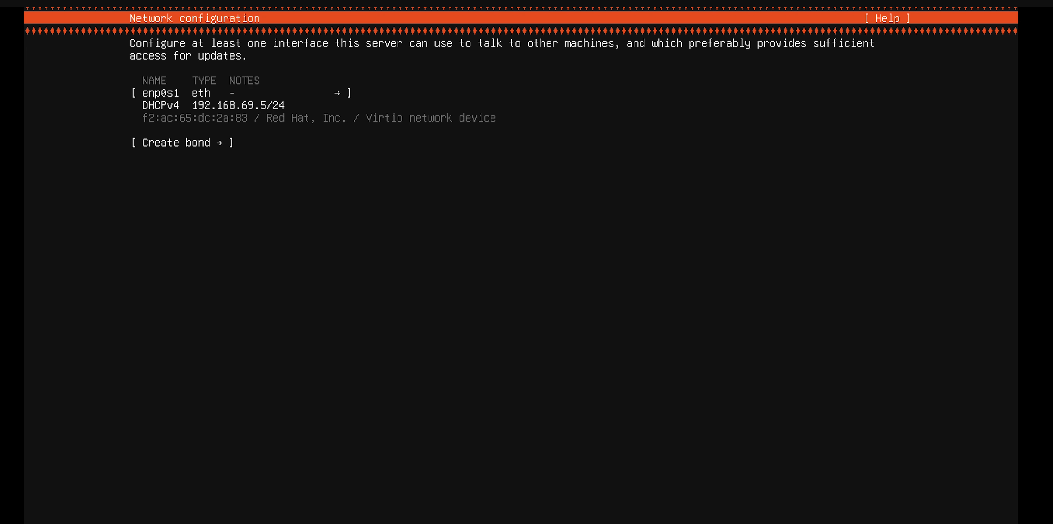 Network configuration [ Help ]
Configure at least one interface this server can use to talk to other machines, and which preferably provides sufficient
access for updates.
NAME TYPE NOTES
[ enp0s1 eth - → ]
DHCPv4 192.168.69.5/24
f2:ac:65:dc:2a:83 / Red Hat, Inc. / Virtio network device
[ Create bond → ]